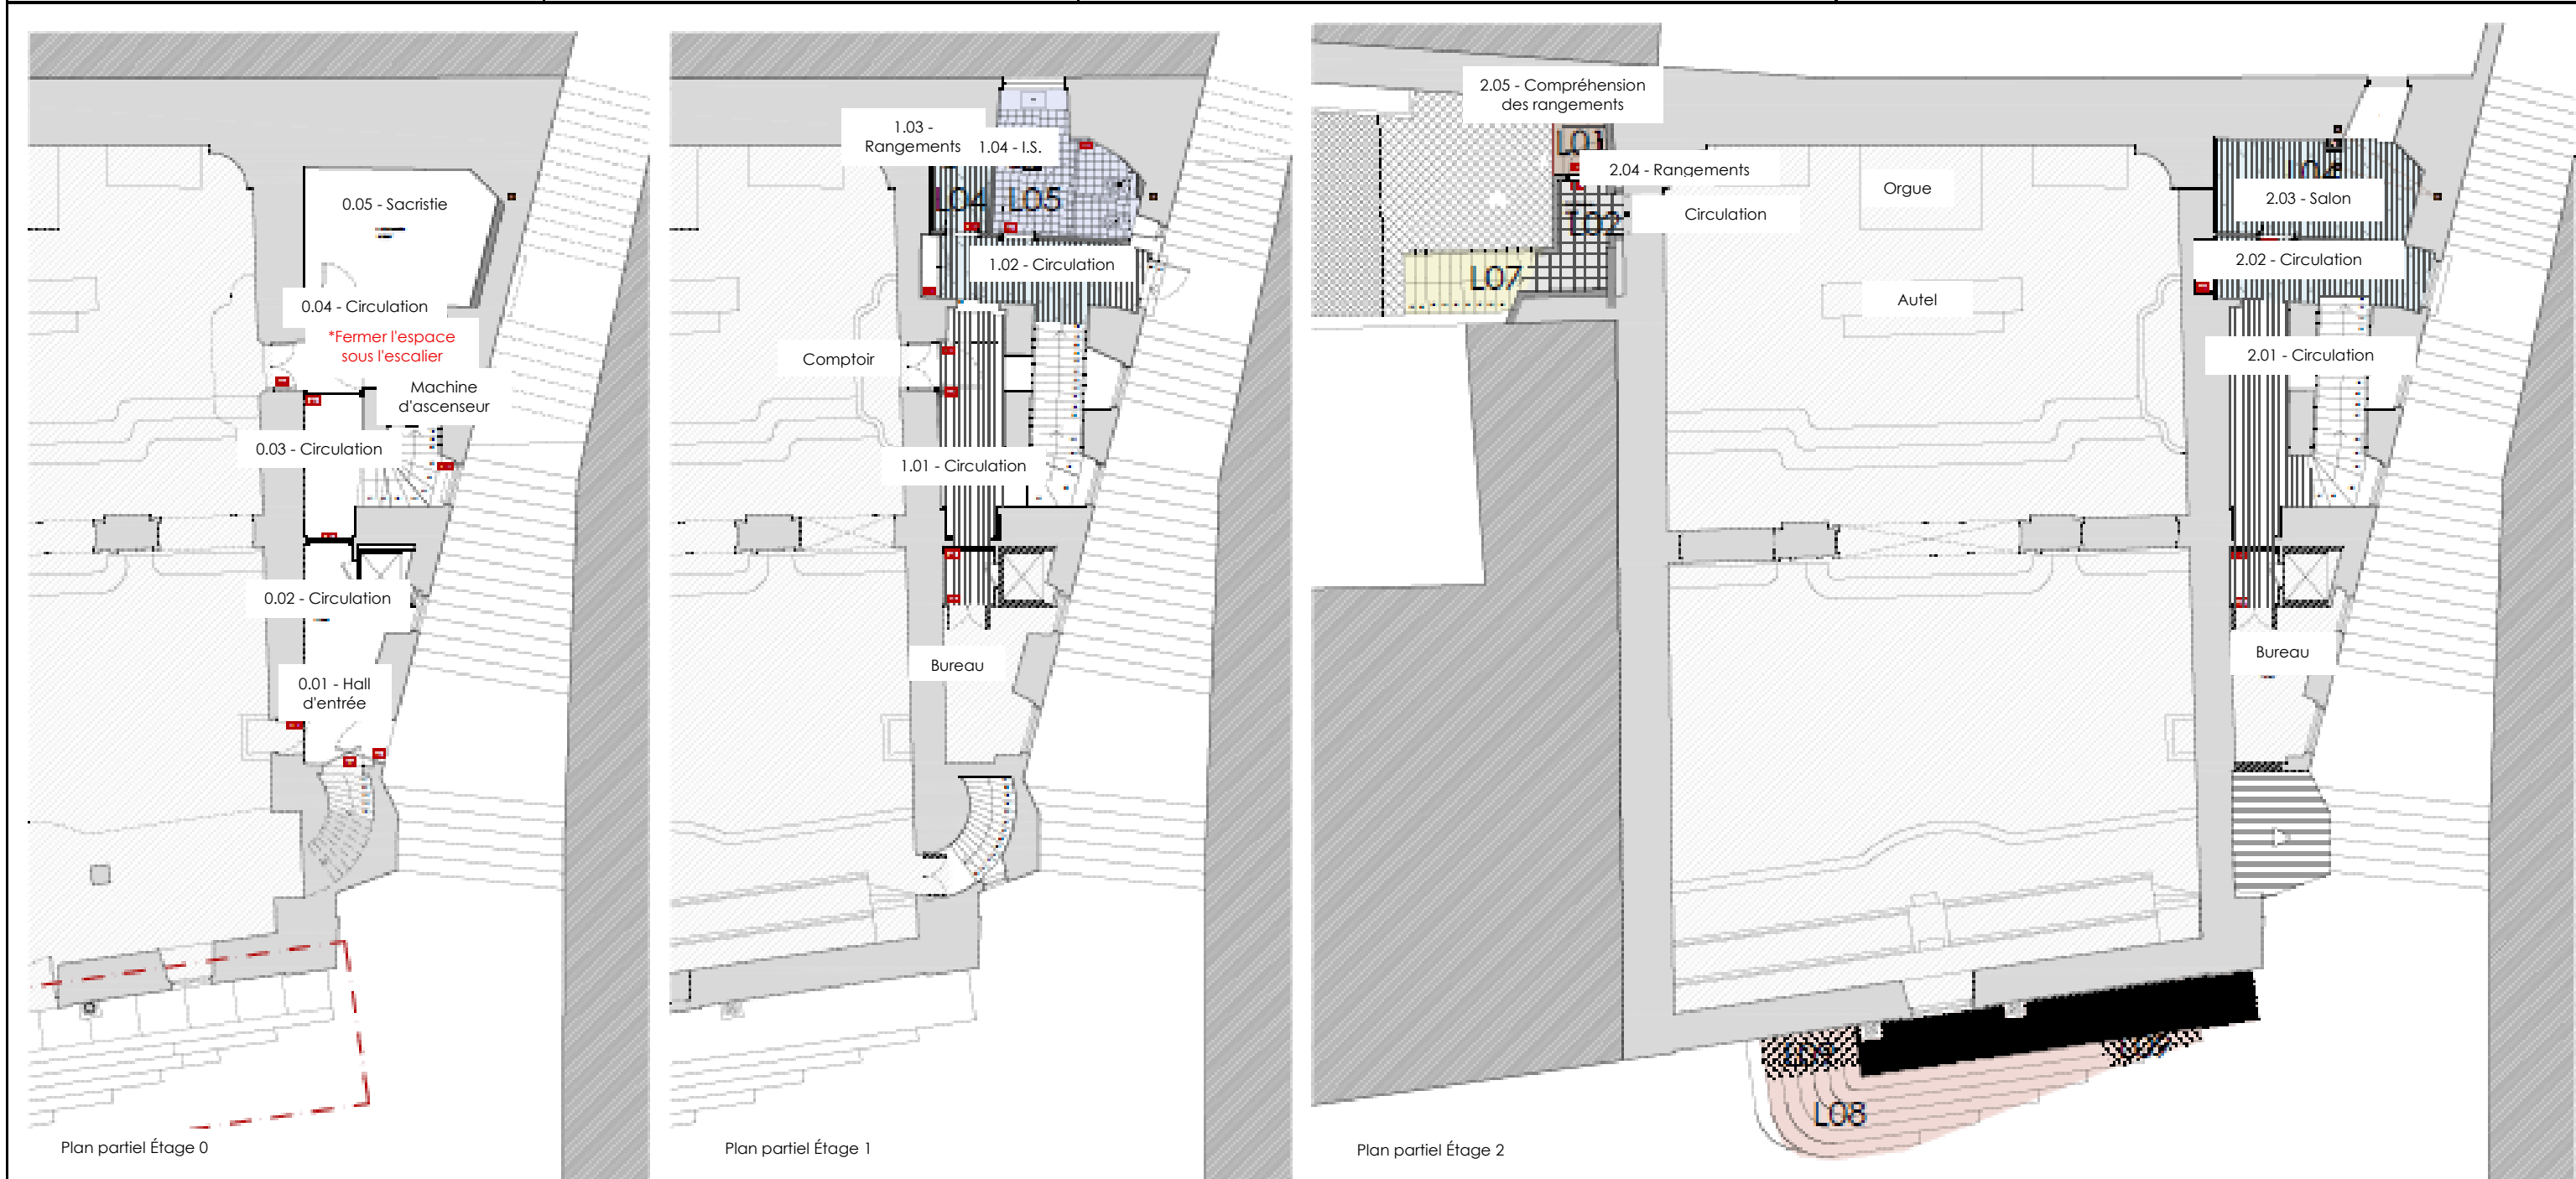 0.05 - Sacristie
0.04 - Circulation
*Fermer l'espace
sous l'escalier
Machine
d'ascenseur
0.03 - Circulation
0.02 - Circulation
0.01 - Hall
d'entrée
Plan partiel Étage 0
1.03 -
Rangements
1.04 - I.S.
L04
L05
1.02 - Circulation
Comptoir
1.01 - Circulation
Bureau
Plan partiel Étage 1
2.05 - Compréhension
des rangements
L01
2.04 - Rangements
L02
Circulation
L07
Orgue
Autel
L04
2.03 - Salon
2.02 - Circulation
2.01 - Circulation
Bureau
L08
Plan partiel Étage 2